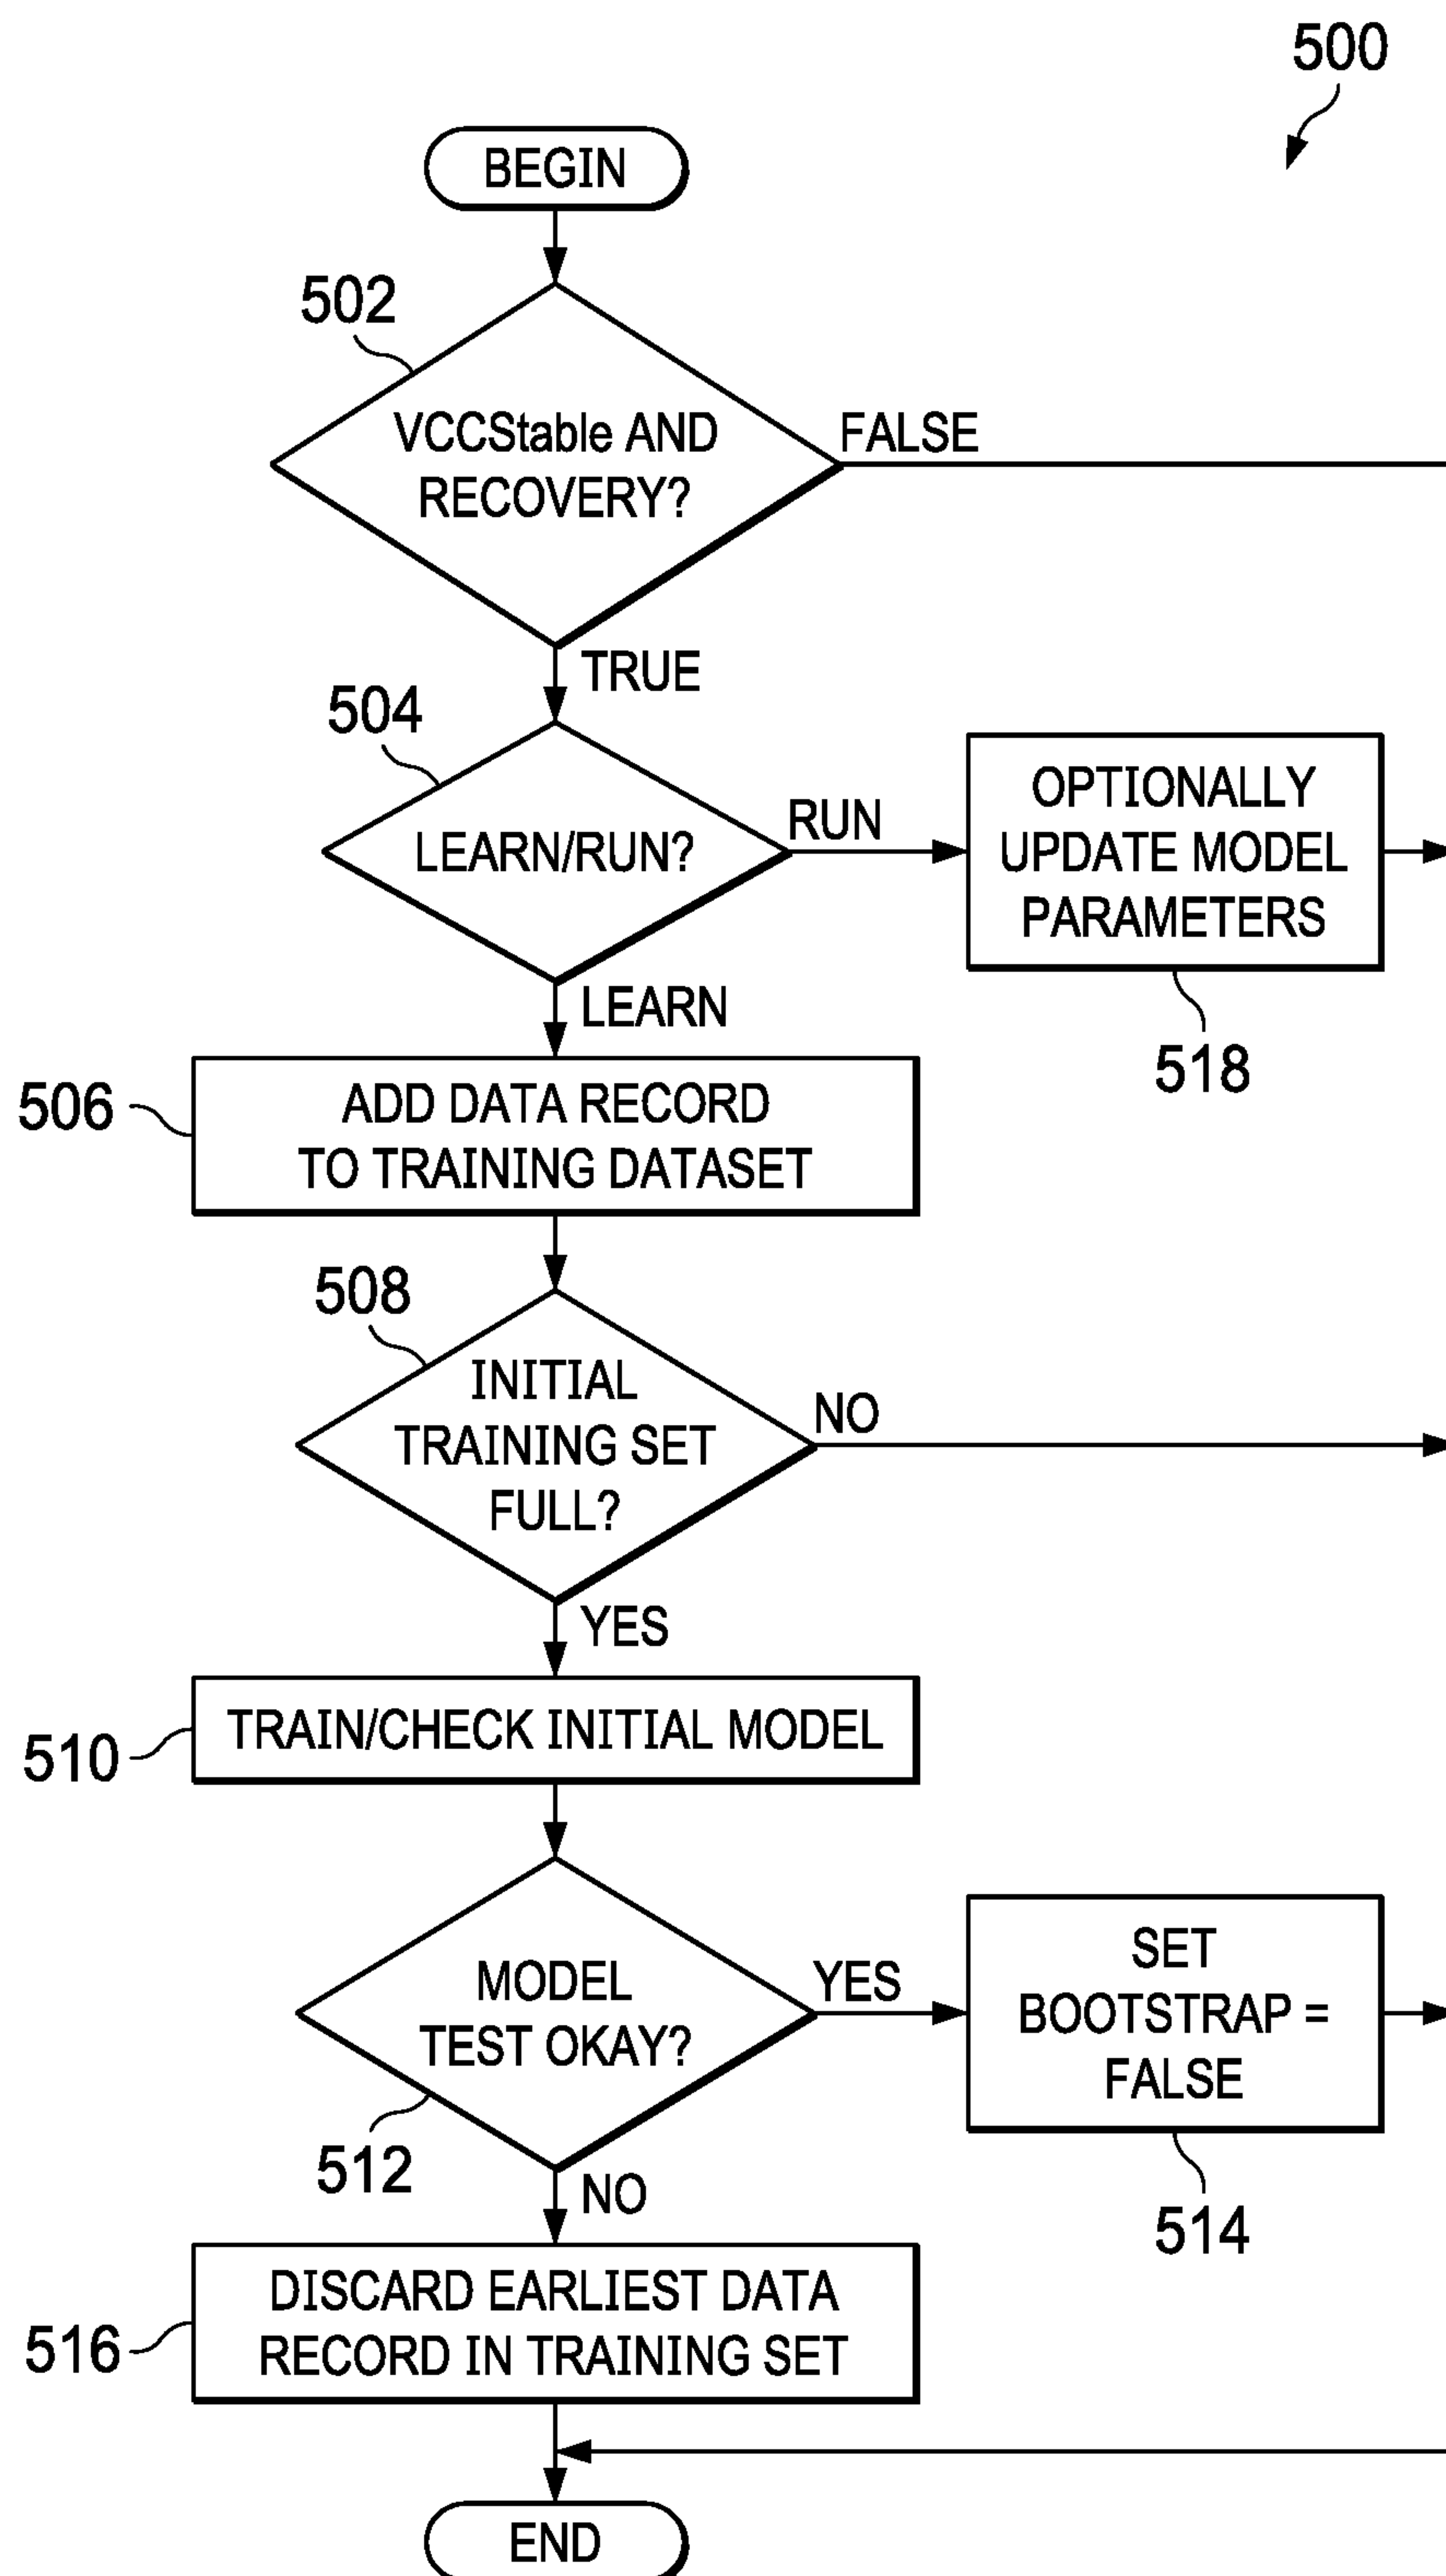 500
BEGIN
502
VCCStable AND
RECOVERY?
FALSE
TRUE
504
LEARN/RUN?
RUN
OPTIONALLY
UPDATE MODEL
PARAMETERS
518
LEARN
506
ADD DATA RECORD
TO TRAINING DATASET
508
INITIAL
TRAINING SET
FULL?
NO
YES
510
TRAIN/CHECK INITIAL MODEL
MODEL
TEST OKAY?
YES
SET
BOOTSTRAP =
FALSE
512
514
NO
516
DISCARD EARLIEST DATA
RECORD IN TRAINING SET
END